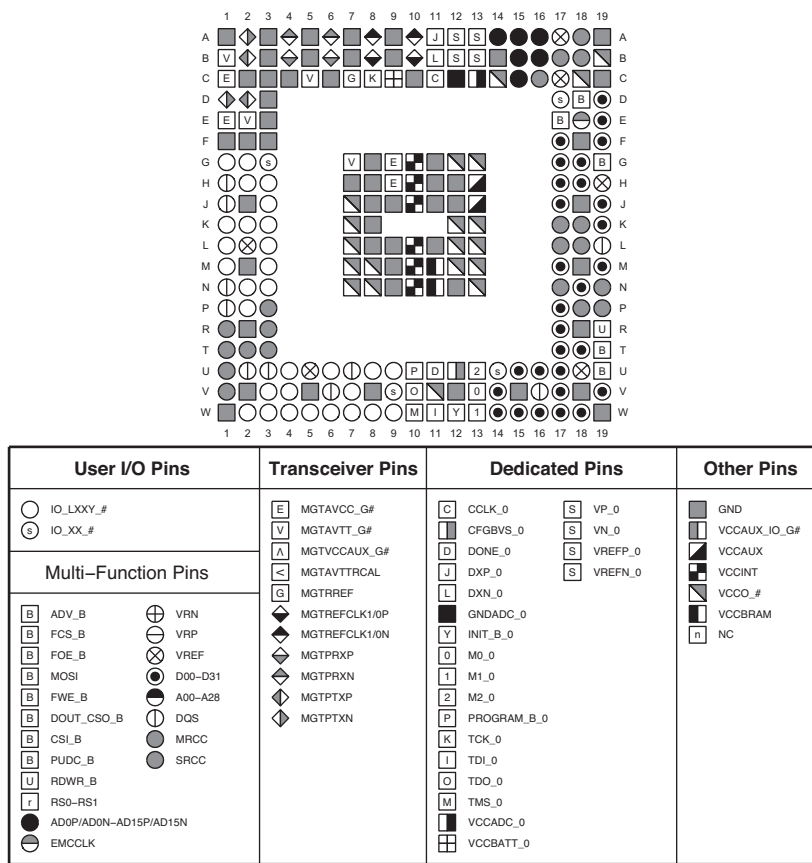 1 2 3 4 5 6 7 8 9 10 11 12 13 14 15 16 17 18 19
A J S S A
B V L S S B
C E V G K C C
D s B D
E E V B E
F F
G s V E B G
H E H
J J
K K
L L
M M
N N
P P
R U R
T B T
U P D 2 s B U
V s O 0 V
W M I Y 1 W
1 2 3 4 5 6 7 8 9 10 11 12 13 14 15 16 17 18 19
User I/O Pins
IO_LXXY_#
s IO_XX_#
Multi–Function Pins
B ADV_B
B FCS_B
B FOE_B
B MOSI
B FWE_B
B DOUT_CSO_B
B CSI_B
B PUDC_B
U RDWR_B
r RS0–RS1
AD0P/AD0N–AD15P/AD15N
EMCCLK
VRN
VRP
VREF
D00–D31
A00–A28
DQS
MRCC
SRCC
Transceiver Pins
E MGTAVCC_G#
V MGTAVTT_G#
Λ MGTVCCAUX_G#
< MGTAVTTRCAL
G MGTRREF
MGTREFCLK1/0P
MGTREFCLK1/0N
MGTPRXP
MGTPRXN
MGTPTXP
MGTPTXN
Dedicated Pins
C CCLK_0
CFGBVS_0
D DONE_0
J DXP_0
L DXN_0
GNDADC_0
Y INIT_B_0
0 M0_0
1 M1_0
2 M2_0
P PROGRAM_B_0
K TCK_0
I TDI_0
O TDO_0
M TMS_0
VCCADC_0
VCCBATT_0
S VP_0
S VN_0
S VREFP_0
S VREFN_0
Other Pins
GND
VCCAUX_IO_G#
VCCAUX
VCCINT
VCCO_#
VCCBRAM
n NC